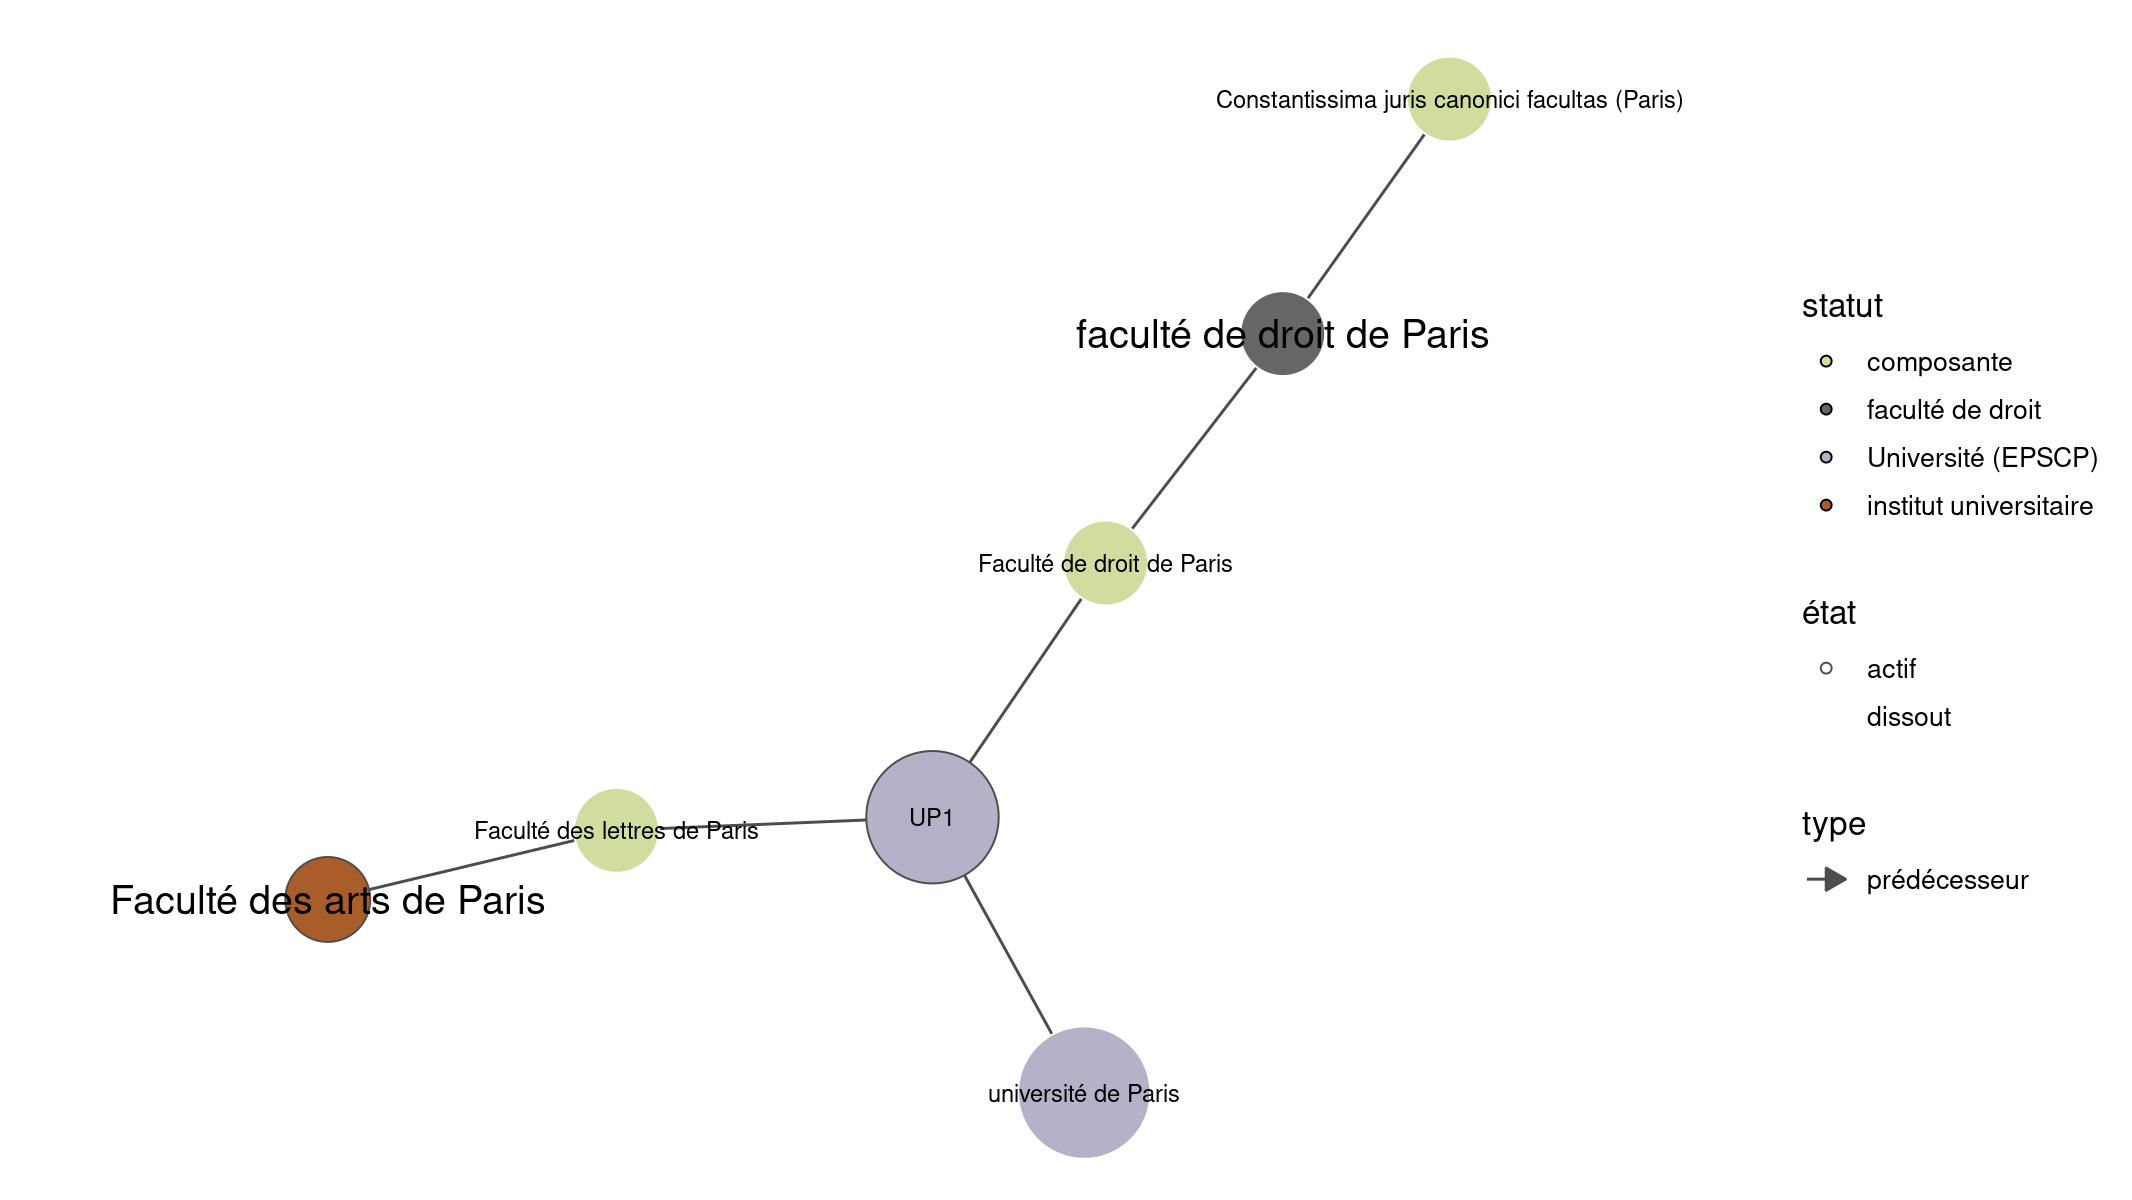 Constantissima juris canonici facultas (Paris)
faculté de droit de Paris
Faculté de droit de Paris
UP1
Faculté des lettres de Paris
Faculté des arts de Paris
université de Paris
statut
composante
faculté de droit
Université (EPSCP)
institut universitaire
état
actif
dissout
type
prédécesseur